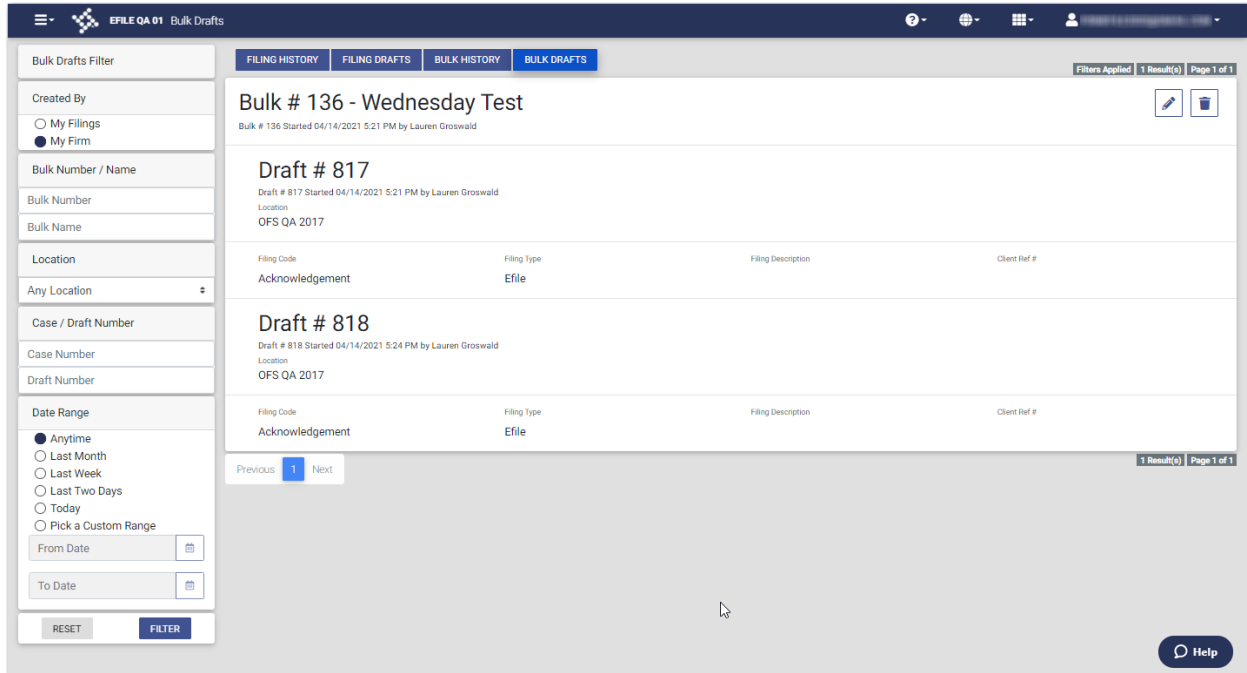 EFILE QA 01 Bulk Drafts
Bulk Drafts Filter
Created By
My Filings
My Firm
Bulk Number / Name
Bulk Number
Bulk Name
Location
Any Location
Case / Draft Number
Case Number
Draft Number
Date Range
Anytime
Last Month
Last Week
Last Two Days
Today
Pick a Custom Range
From Date
To Date
RESET FILTER
FILING HISTORY FILING DRAFTS BULK HISTORY BULK DRAFTS
Filters Applied 1 Result(s) Page 1 of 1
Bulk # 136 - Wednesday Test
Bulk # 136 Started 04/14/2021 5:21 PM by Lauren Groswald
Draft # 817
Draft # 817 Started 04/14/2021 5:21 PM by Lauren Groswald
Location
OFS QA 2017
Filing Code Filing Type Filing Description Client Ref #
Acknowledgement Efile
Draft # 818
Draft # 818 Started 04/14/2021 5:24 PM by Lauren Groswald
Location
OFS QA 2017
Filing Code Filing Type Filing Description Client Ref #
Acknowledgement Efile
Previous 1 Next
1 Result(s) Page 1 of 1
Help